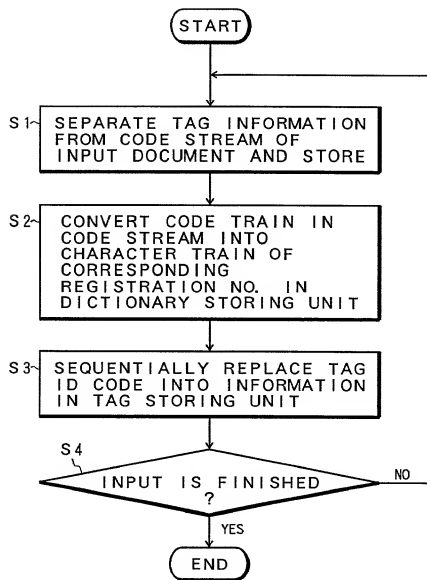 START
S1
SEPARATE TAG INFORMATION
FROM CODE STREAM OF
INPUT DOCUMENT AND STORE
S2
CONVERT CODE TRAIN IN
CODE STREAM INTO
CHARACTER TRAIN OF
CORRESPONDING
REGISTRATION NO. IN
DICTIONARY STORING UNIT
S3
SEQUENTIALLY REPLACE TAG
ID CODE INTO INFORMATION
IN TAG STORING UNIT
S4
INPUT IS FINISHED
?
NO
YES
END